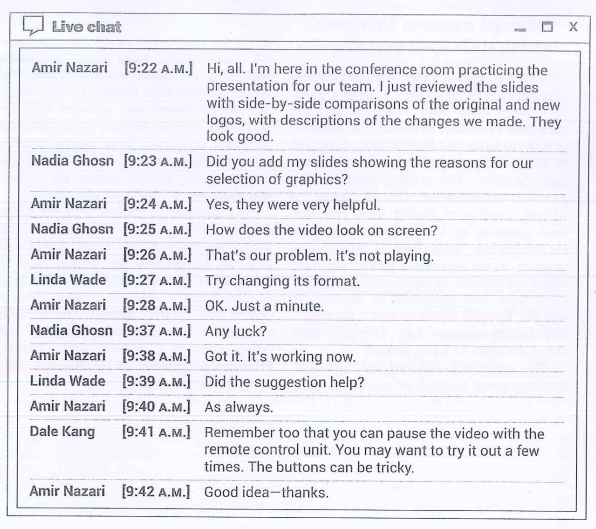 Live chat
Amir Nazari [9:22 A.M.] Hi, all. I'm here in the conference room practicing the
presentation for our team. I just reviewed the slides
with side-by-side comparisons of the original and new
logos, with descriptions of the changes we made. They
look good.
Nadia Ghosn [9:23 A.M.] Did you add my slides showing the reasons for our
selection of graphics?
Amir Nazari [9:24 A.M.] Yes, they were very helpful.
Nadia Ghosn [9:25 A.M.] How does the video look on screen?
Amir Nazari [9:26 A.M.] That's our problem. It's not playing.
Linda Wade [9:27 A.M.] Try changing its format.
Amir Nazari [9:28 A.M.] OK. Just a minute.
Nadia Ghosn [9:37 A.M.] Any luck?
Amir Nazari [9:38 A.M.] Got it. It's working now.
Linda Wade [9:39 A.M.] Did the suggestion help?
Amir Nazari [9:40 A.M.] As always.
Dale Kang [9:41 A.M.] Remember too that you can pause the video with the
remote control unit. You may want to try it out a few
times. The buttons can be tricky.
Amir Nazari [9:42 A.M.] Good idea—thanks.